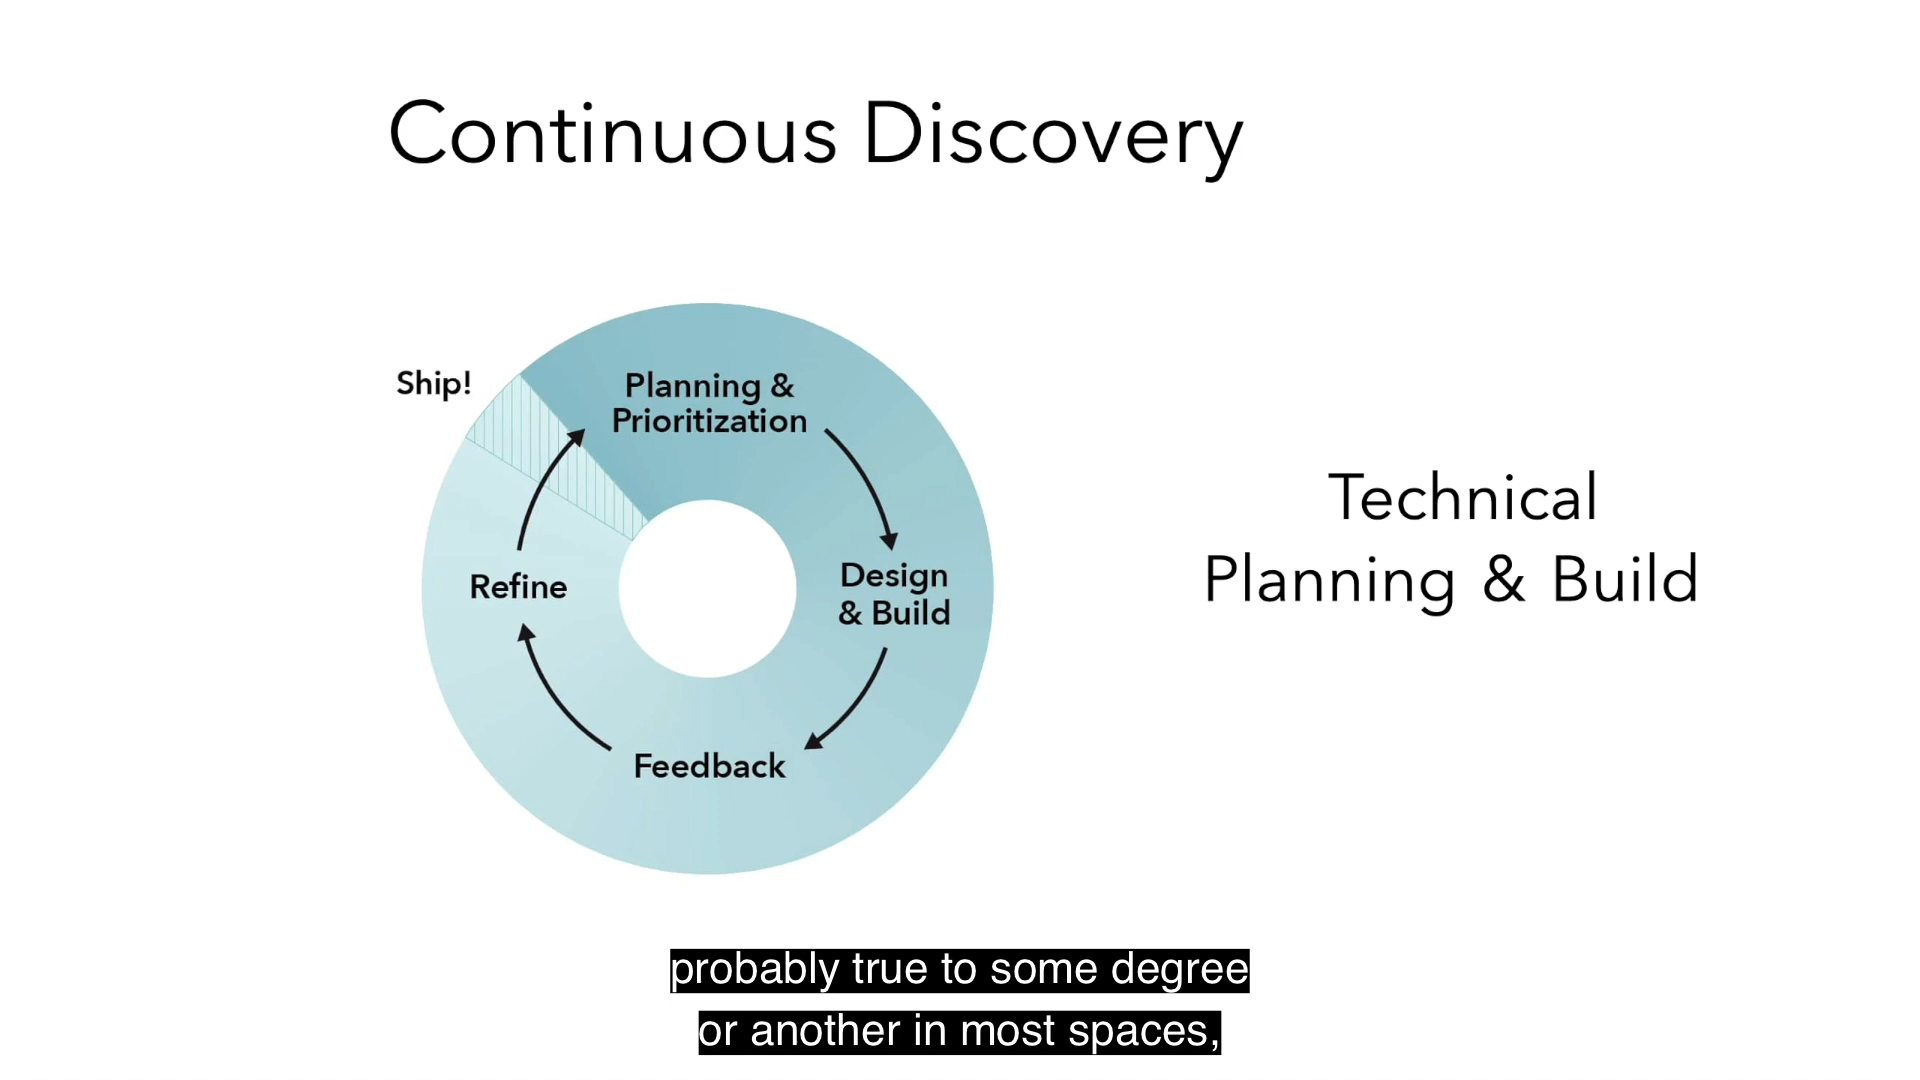 Continuous Discovery
Ship!
Planning &
Prioritization
Design
& Build
Feedback
Refine
Technical
Planning & Build
probably true to some degree
or another in most spaces,